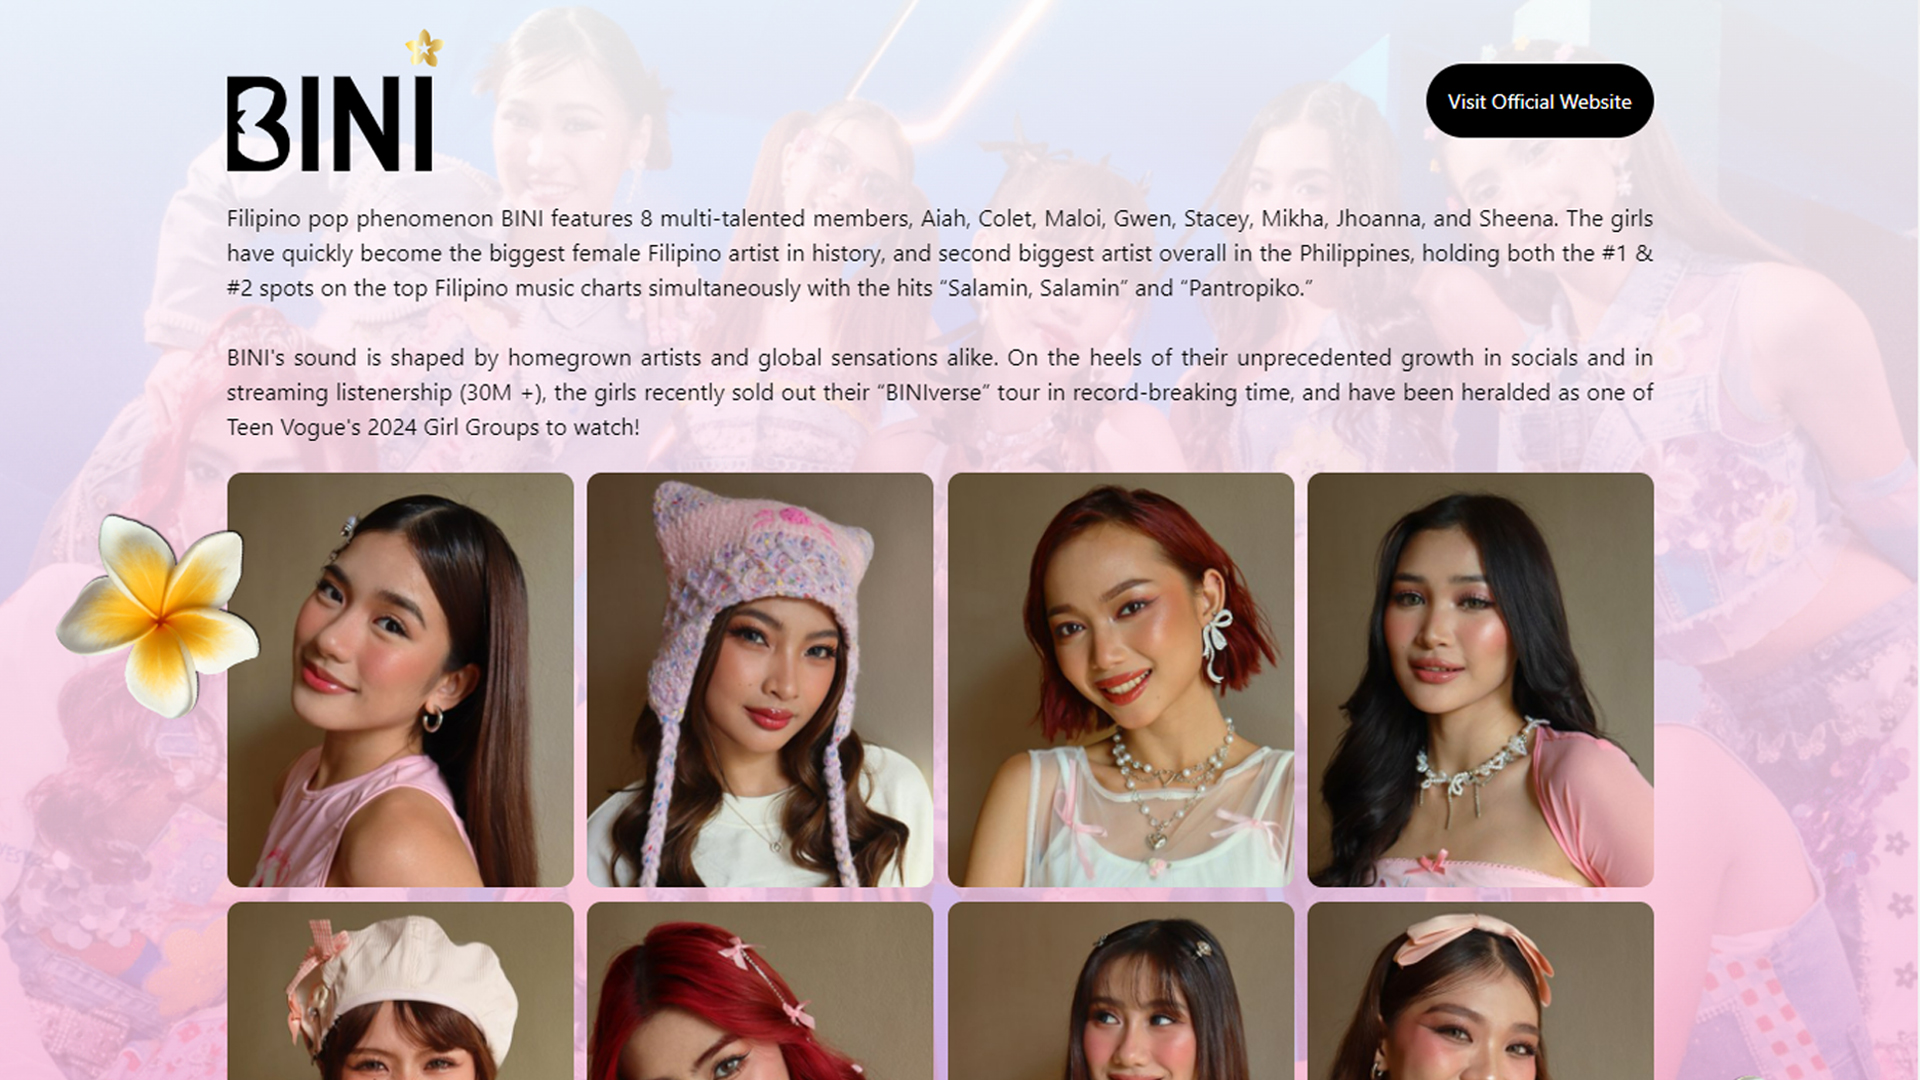 BINI
Visit Official Website
Filipino pop phenomenon BINI features 8 multi-talented members, Aiah, Colet, Maloi, Gwen, Stacey, Mikha, Jhoanna, and Sheena. The girls
have quickly become the biggest female Filipino artist in history, and second biggest artist overall in the Philippines, holding both the #1 &
#2 spots on the top Filipino music charts simultaneously with the hits “Salamin, Salamin” and “Pantropiko.”
BINI's sound is shaped by homegrown artists and global sensations alike. On the heels of their unprecedented growth in socials and in
streaming listenership (30M +), the girls recently sold out their “BINIverse” tour in record-breaking time, and have been heralded as one of
Teen Vogue's 2024 Girl Groups to watch!